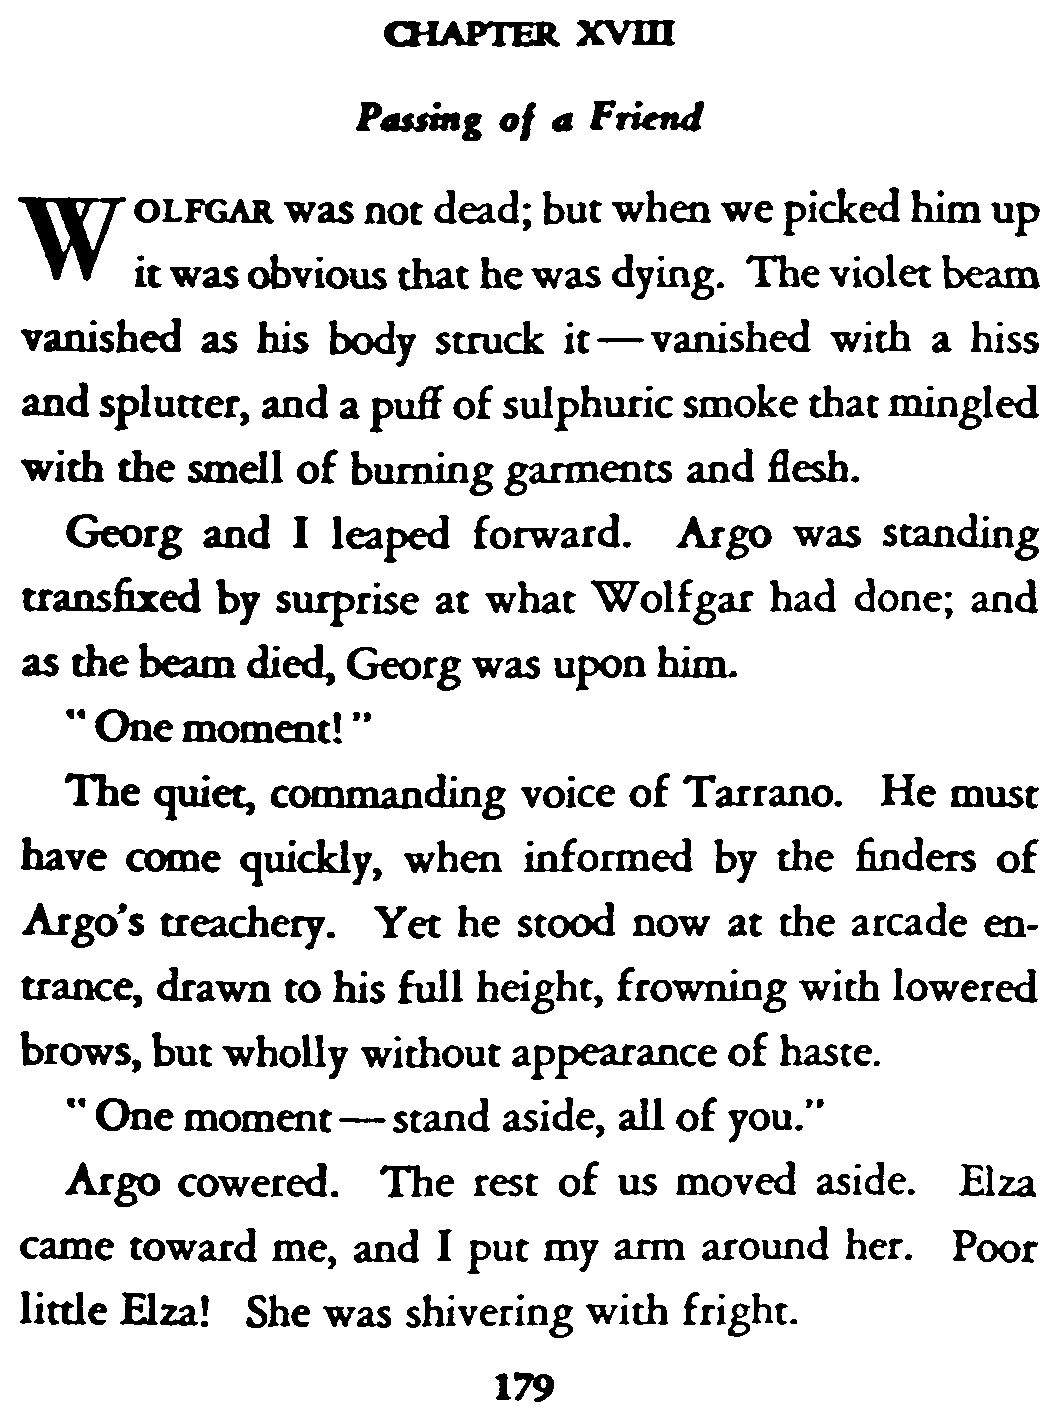 CHAPTER XVIII
Passing of a Friend
WOLFGAR was not dead; but when we picked him up
it was obvious that he was dying. The violet beam
vanished as his body struck it—vanished with a hiss
and splutter, and a puff of sulphuric smoke that mingled
with the smell of burning garments and flesh.
Georg and I leaped forward. Argo was standing
transfixed by surprise at what Wolfgar had done; and
as the beam died, Georg was upon him.
"One moment!"
The quiet, commanding voice of Tarrano. He must
have come quickly, when informed by the finders of
Argo's treachery. Yet he stood now at the arcade en-
trance, drawn to his full height, frowning with lowered
brows, but wholly without appearance of haste.
"One moment—stand aside, all of you."
Argo cowered. The rest of us moved aside. Elza
came toward me, and I put my arm around her. Poor
little Elza! She was shivering with fright.
179